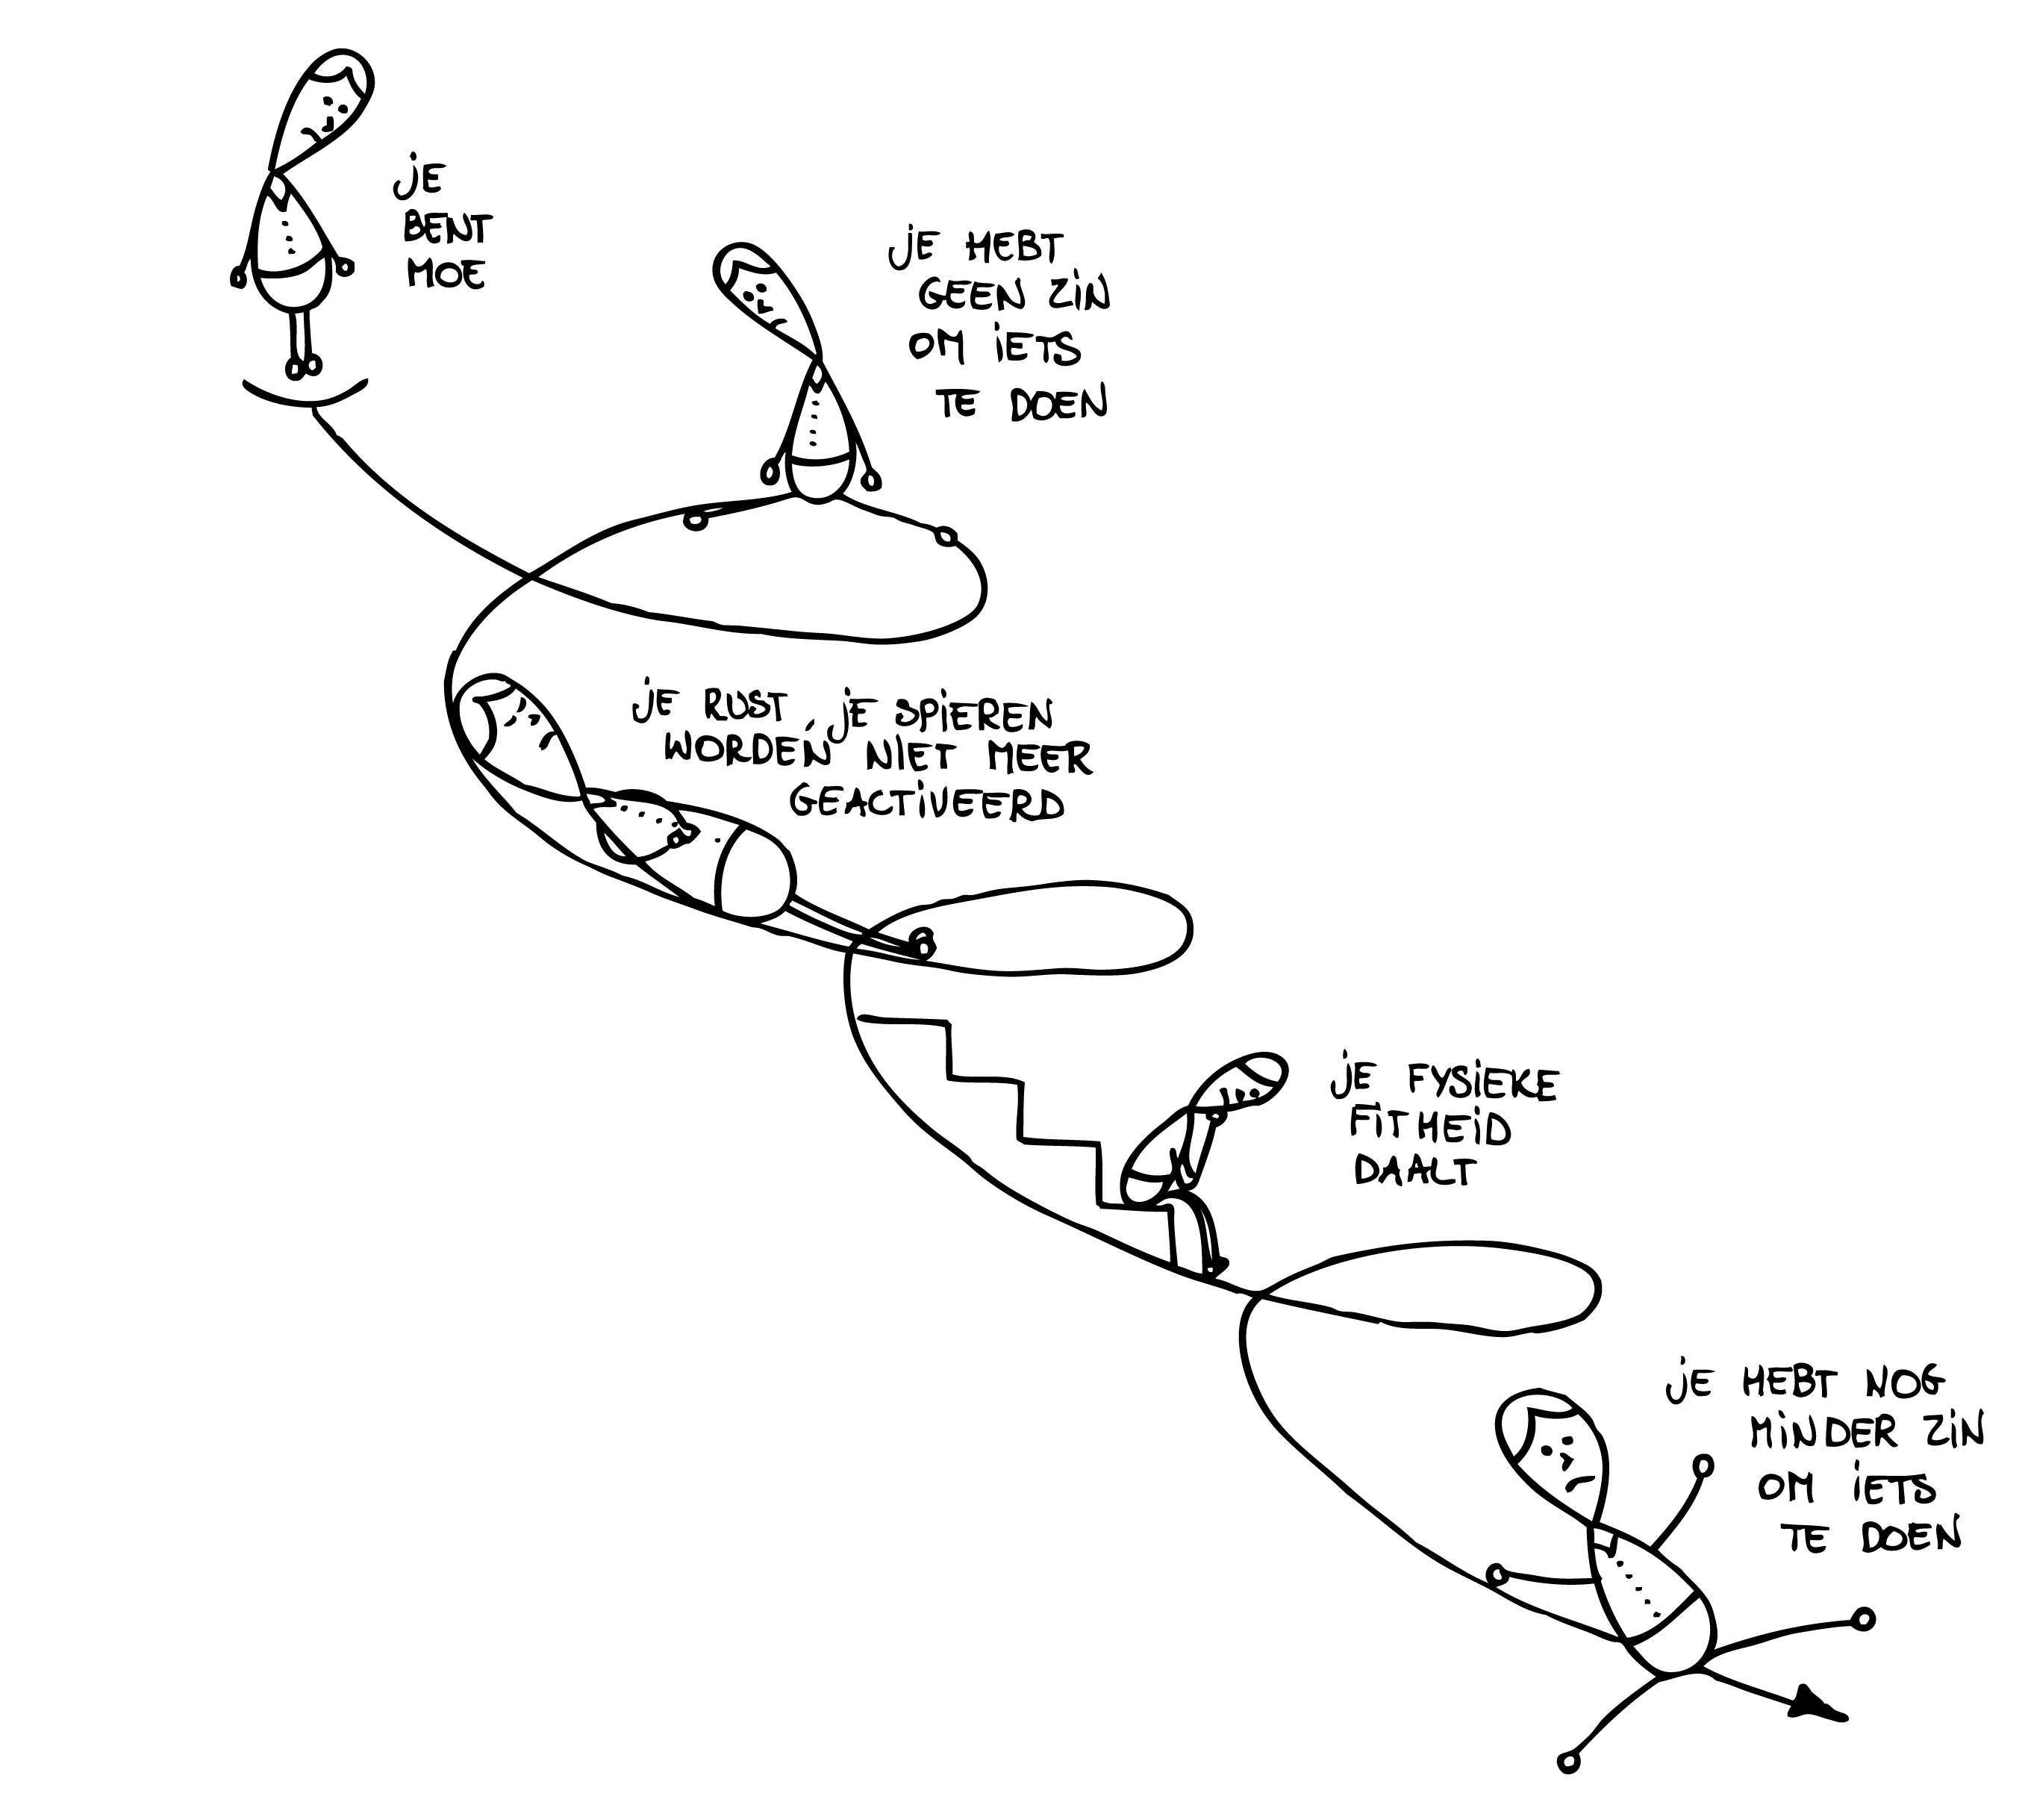 jE
BENT
MOE
jE HEBT
GEEN ZiN
OM iETS
TE DOEN
jE RUST, jE SPiEREN
WORDEN NiET MEER
GEACTiVEERD
jE FYSiEKE
FiTHEiD
DAALT
jE HEBT NOG
MiNDER ZiN
OM iETS
TE DOEN